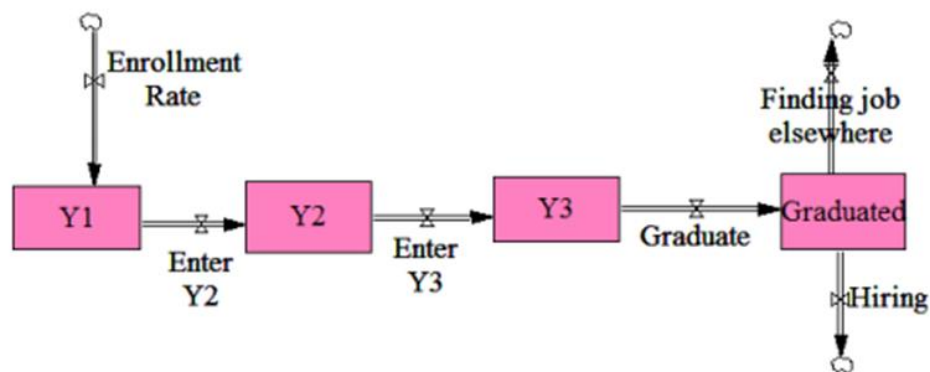 Enrollment
Rate
Finding job
elsewhere
Y1
Y2
Y3
Graduated
Enter
Y2
Enter
Y3
Graduate
Hiring